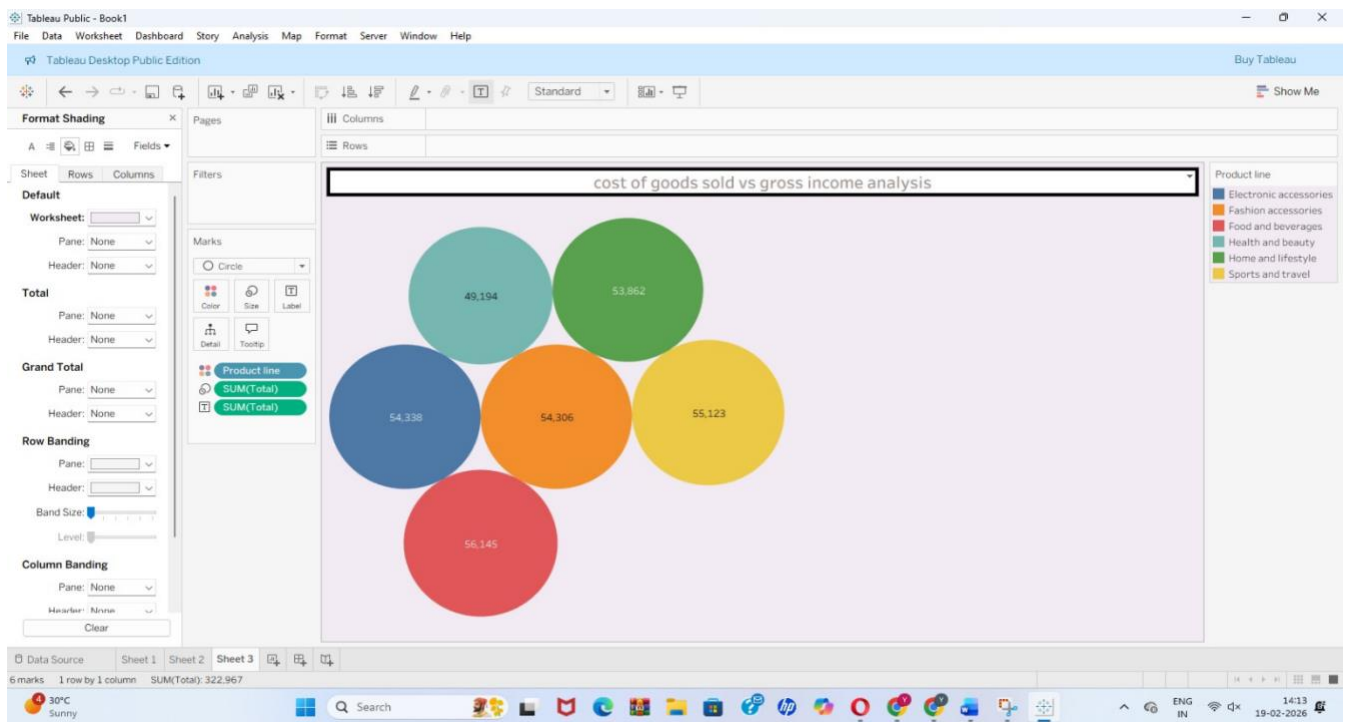 Tableau Public - Book1
File Data Worksheet Dashboard Story Analysis Map Format Server Window Help
Tableau Desktop Public Edition Buy Tableau
Standard Show Me
Format Shading
Fields
Sheet Rows Columns
Default
Worksheet:
Pane: None
Header: None
Total
Pane: None
Header: None
Grand Total
Pane: None
Header: None
Row Banding
Pane:
Header:
Band Size:
Level:
Column Banding
Pane: None
Header: None
Clear
Pages
Filters
Marks
Circle
Color Size Label
Detail Tooltip
Product line
SUM(Total)
SUM(Total)
Columns
Rows
cost of goods sold vs gross income analysis
49,194
53,862
54,338
54,306
55,123
56,145
Product line
Electronic accessories
Fashion accessories
Food and beverages
Health and beauty
Home and lifestyle
Sports and travel
Data Source Sheet 1 Sheet 2 Sheet 3
6 marks 1 row by 1 column SUM(Total): 322,967
4
30°C
Sunny
Search
ENG
IN
14:13
19-02-2026